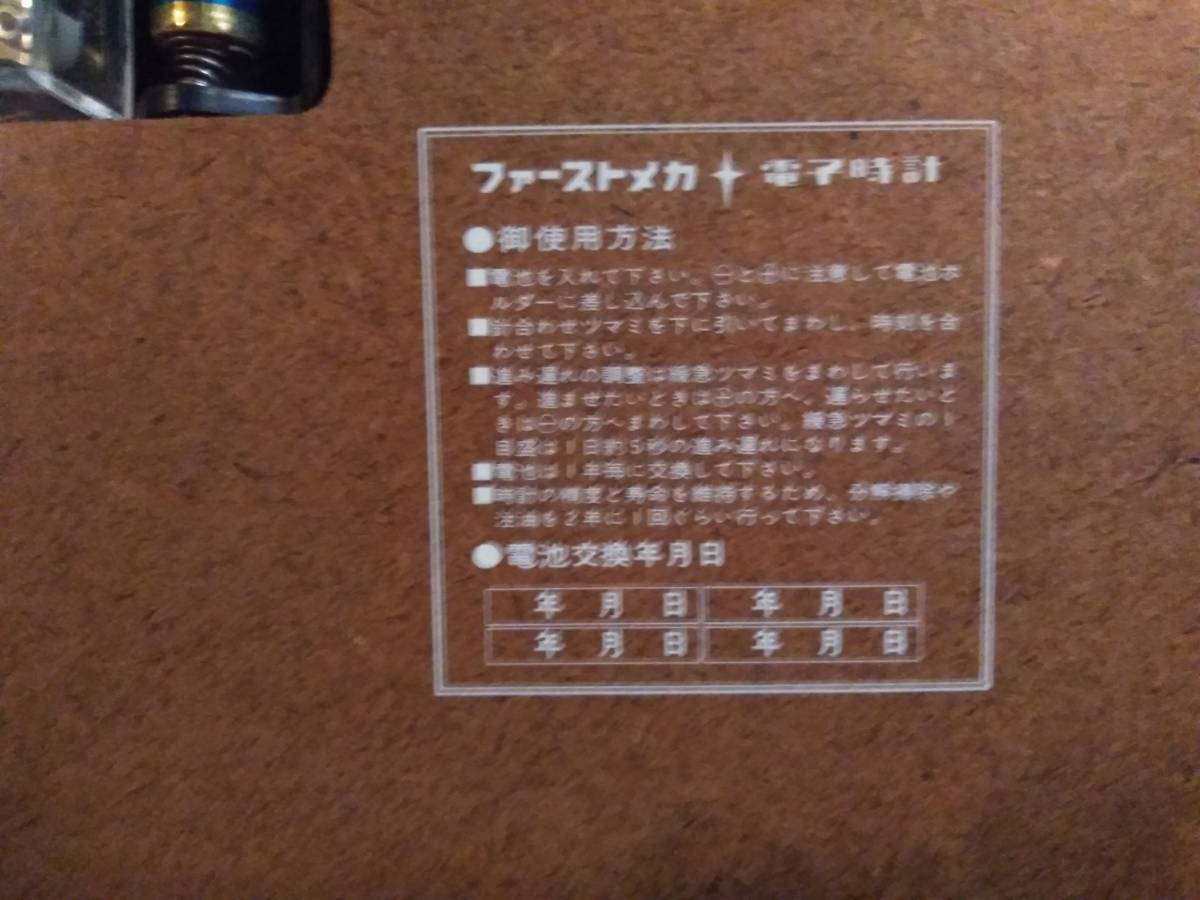 ファーストメカ 電子時計
●御使用方法
■電池を入れて下さい。⊖と⊕に注意して電池ホ
ルダーに差し込んで下さい。
■針合わせツマミを下に引いてまわし、時刻を合
わせて下さい。
■進み遅れの調整は緩急ツマミをまわして行いま
す。進ませたいときは⊕の方へ、遅らせたいと
きは⊖の方へまわして下さい。緩急ツマミの1
目盛は1日約5秒の進み遅れになります。
■電池は1年毎に交換して下さい。
■時計の精度と寿命を維持するため、分解掃除や
注油を2年に1回ぐらい行って下さい。
●電池交換年月日
年 月 日 年 月 日
年 月 日 年 月 日